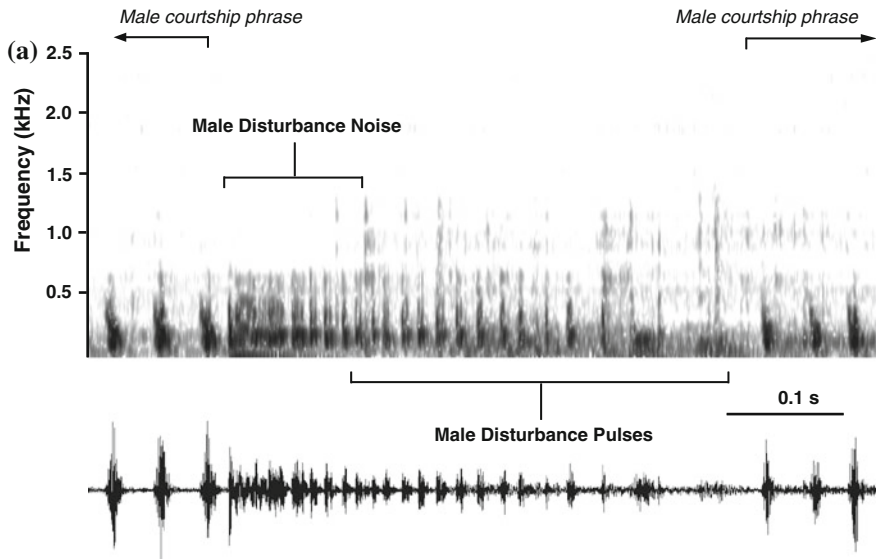 Male courtship phrase
Male courtship phrase
(a)
2.5
2.0
Male Disturbance Noise
1.5
1.0
0.5
Frequency (kHz)
0.1 s
Male Disturbance Pulses